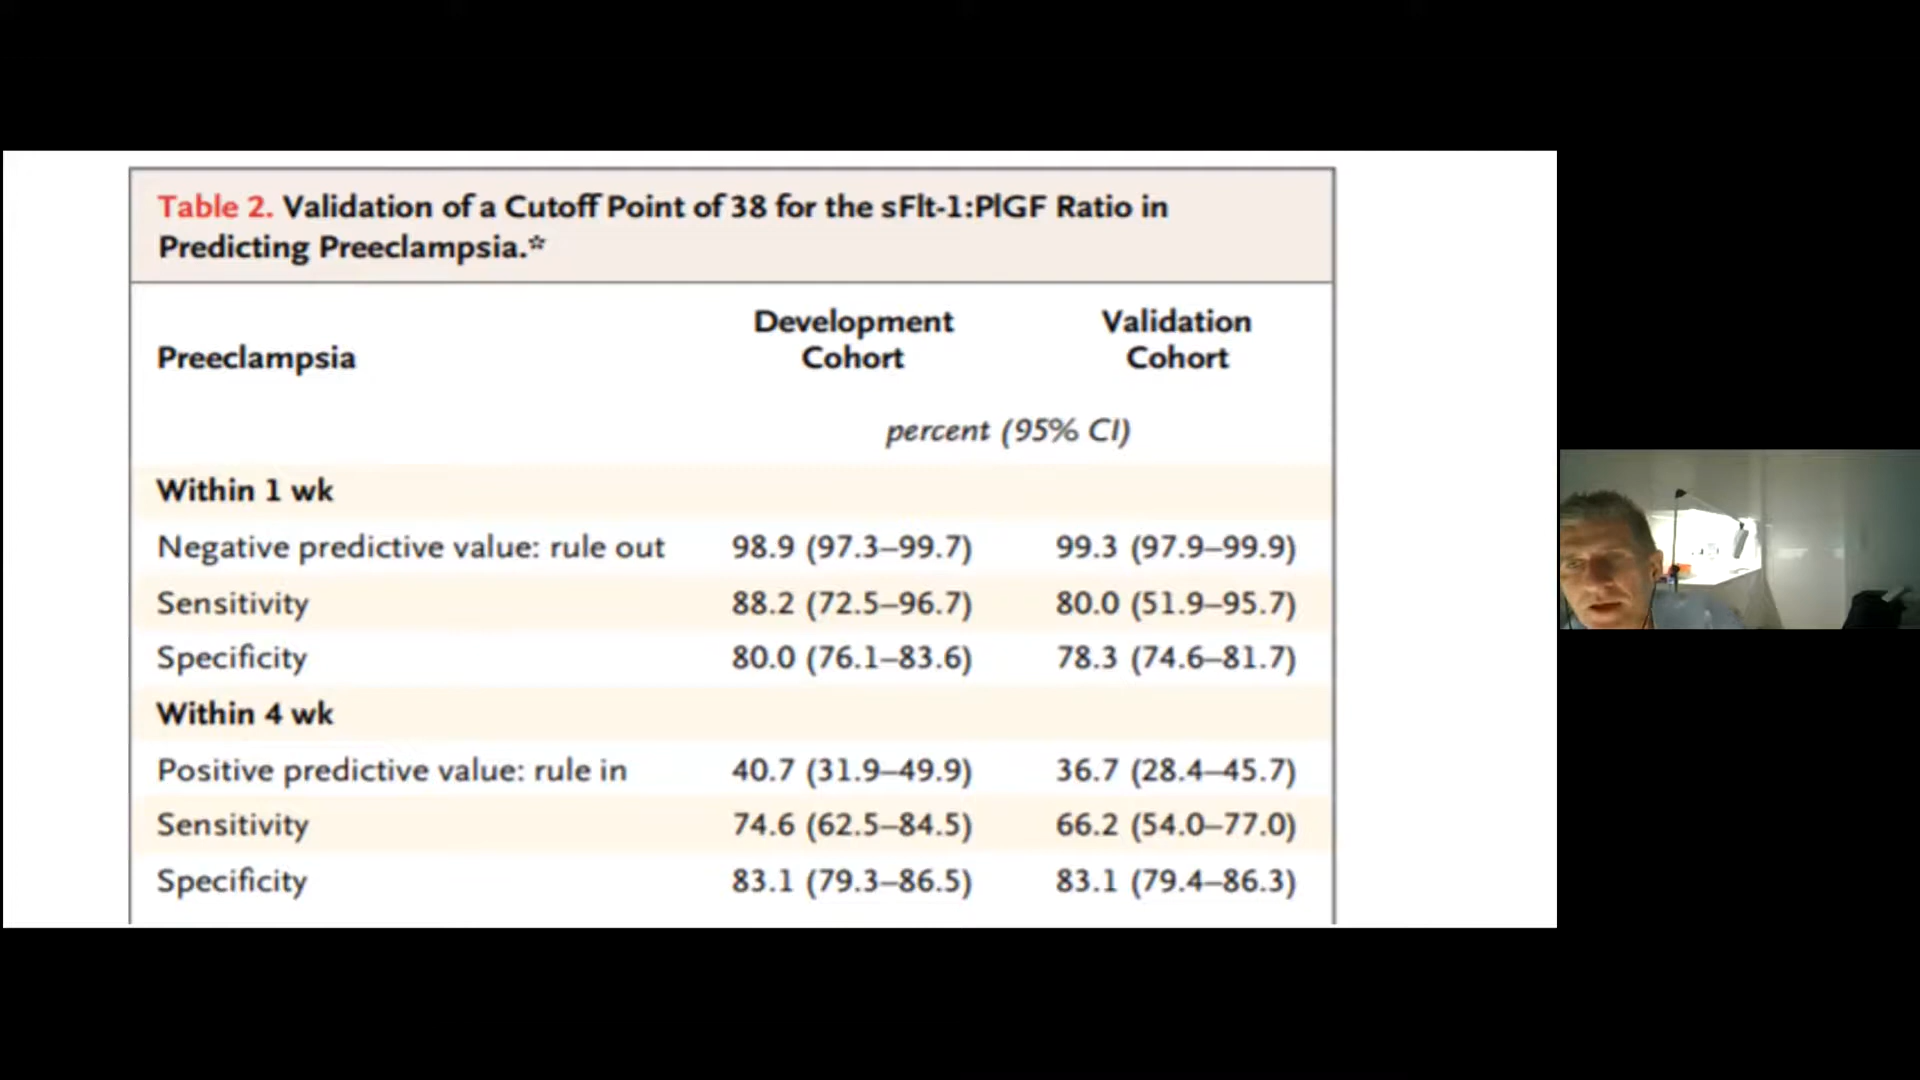 Table 2. Validation of a Cutoff Point of 38 for the sFlt-1:PlGF Ratio in
Predicting Preeclampsia.*
Preeclampsia
Development
Cohort
Validation
Cohort
percent (95% CI)
Within 1 wk
Negative predictive value: rule out 98.9 (97.3–99.7) 99.3 (97.9–99.9)
Sensitivity 88.2 (72.5–96.7) 80.0 (51.9–95.7)
Specificity 80.0 (76.1–83.6) 78.3 (74.6–81.7)
Within 4 wk
Positive predictive value: rule in 40.7 (31.9–49.9) 36.7 (28.4–45.7)
Sensitivity 74.6 (62.5–84.5) 66.2 (54.0–77.0)
Specificity 83.1 (79.3–86.5) 83.1 (79.4–86.3)